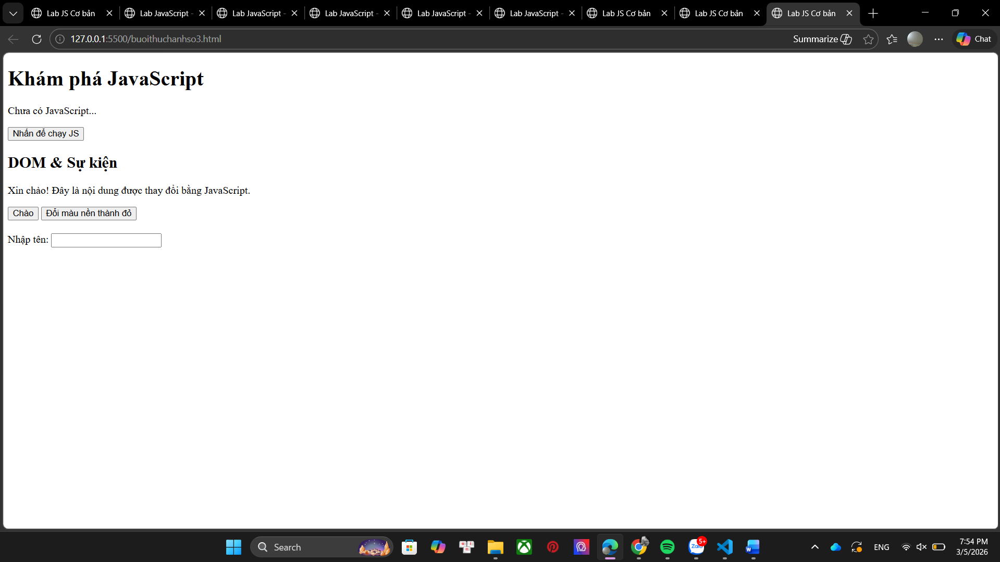 Lab JS Cơ bản
Lab JavaScript -
Lab JavaScript -
Lab JavaScript -
Lab JavaScript -
Lab JavaScript -
Lab JS Cơ bản
Lab JS Cơ bản
Lab JS Cơ bản
127.0.0.1:5500/buoithuchanhso3.html
Summarize
Chat
Khám phá JavaScript
Chưa có JavaScript...
Nhấn để chạy JS
DOM & Sự kiện
Xin chào! Đây là nội dung được thay đổi bằng JavaScript.
Chào
Đổi màu nền thành đỏ
Nhập tên:
Search
Zalo
5+
W
ENG
7:54 PM
3/5/2026